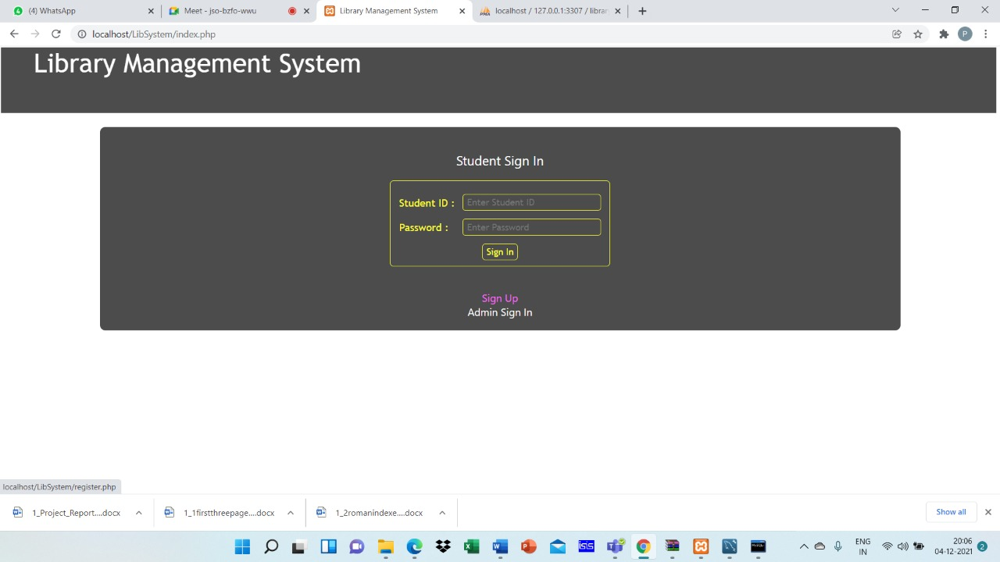 (4) WhatsApp
Meet - jso-bzfo-wwu
Library Management System
localhost / 127.0.0.1:3307 / librar
localhost/LibSystem/index.php
P
Library Management System
Student Sign In
Student ID :
Enter Student ID
Password :
Enter Password
Sign In
Sign Up
Admin Sign In
localhost/LibSystem/register.php
1_Project_Report....docx
1_1firstthreepage....docx
1_2romanindexe....docx
Show all
isis
ENG
IN
20:06
04-12-2021
2